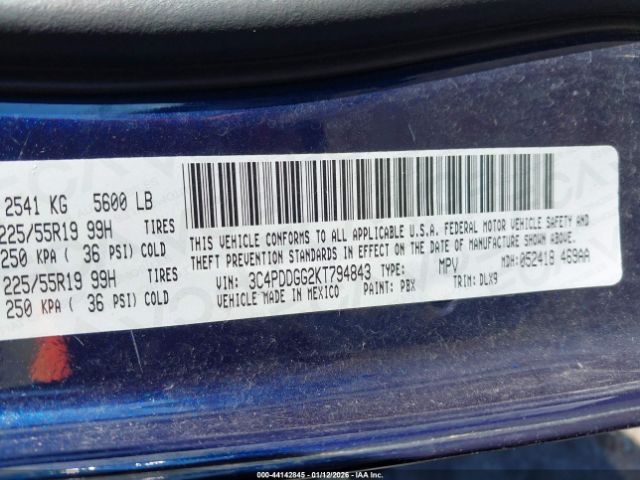 2541 KG 5600 LB
225/55R19 99H TIRES
250 KPA ( 36 PSI) COLD
225/55R19 99H TIRES
250 KPA ( 36 PSI) COLD
THIS VEHICLE CONFORMS TO ALL APPLICABLE U.S.A. FEDERAL MOTOR VEHICLE SAFETY AND
THEFT PREVENTION STANDARDS IN EFFECT ON THE DATE OF MANUFACTURE SHOWN ABOVE.
VIN: 3C4PDDGG2KT794843 TYPE: MPV MDH: 052418 469AA
VEHICLE MADE IN MEXICO PAINT: PBX TRIM: DLX9
000-44142845 - 01/12/2026 - www.iaai.com